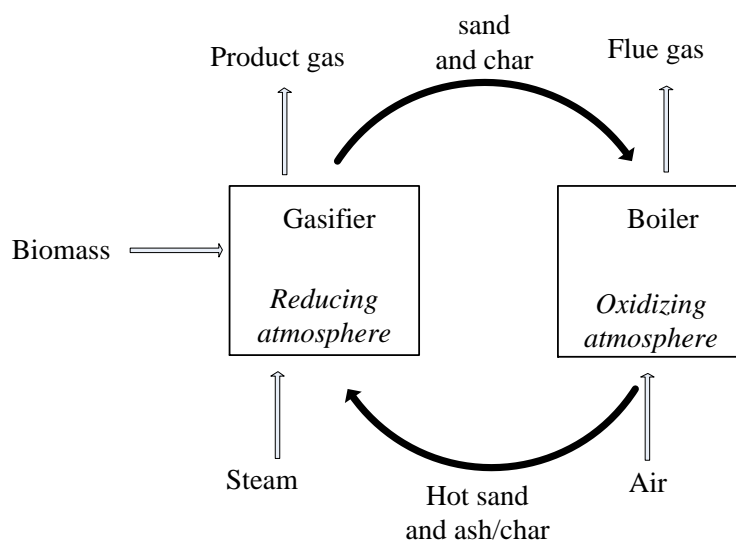 sand
and char
Product gas
Flue gas
Gasifier
Boiler
Biomass
Reducing
atmosphere
Oxidizing
atmosphere
Steam
Hot sand
and ash/char
Air